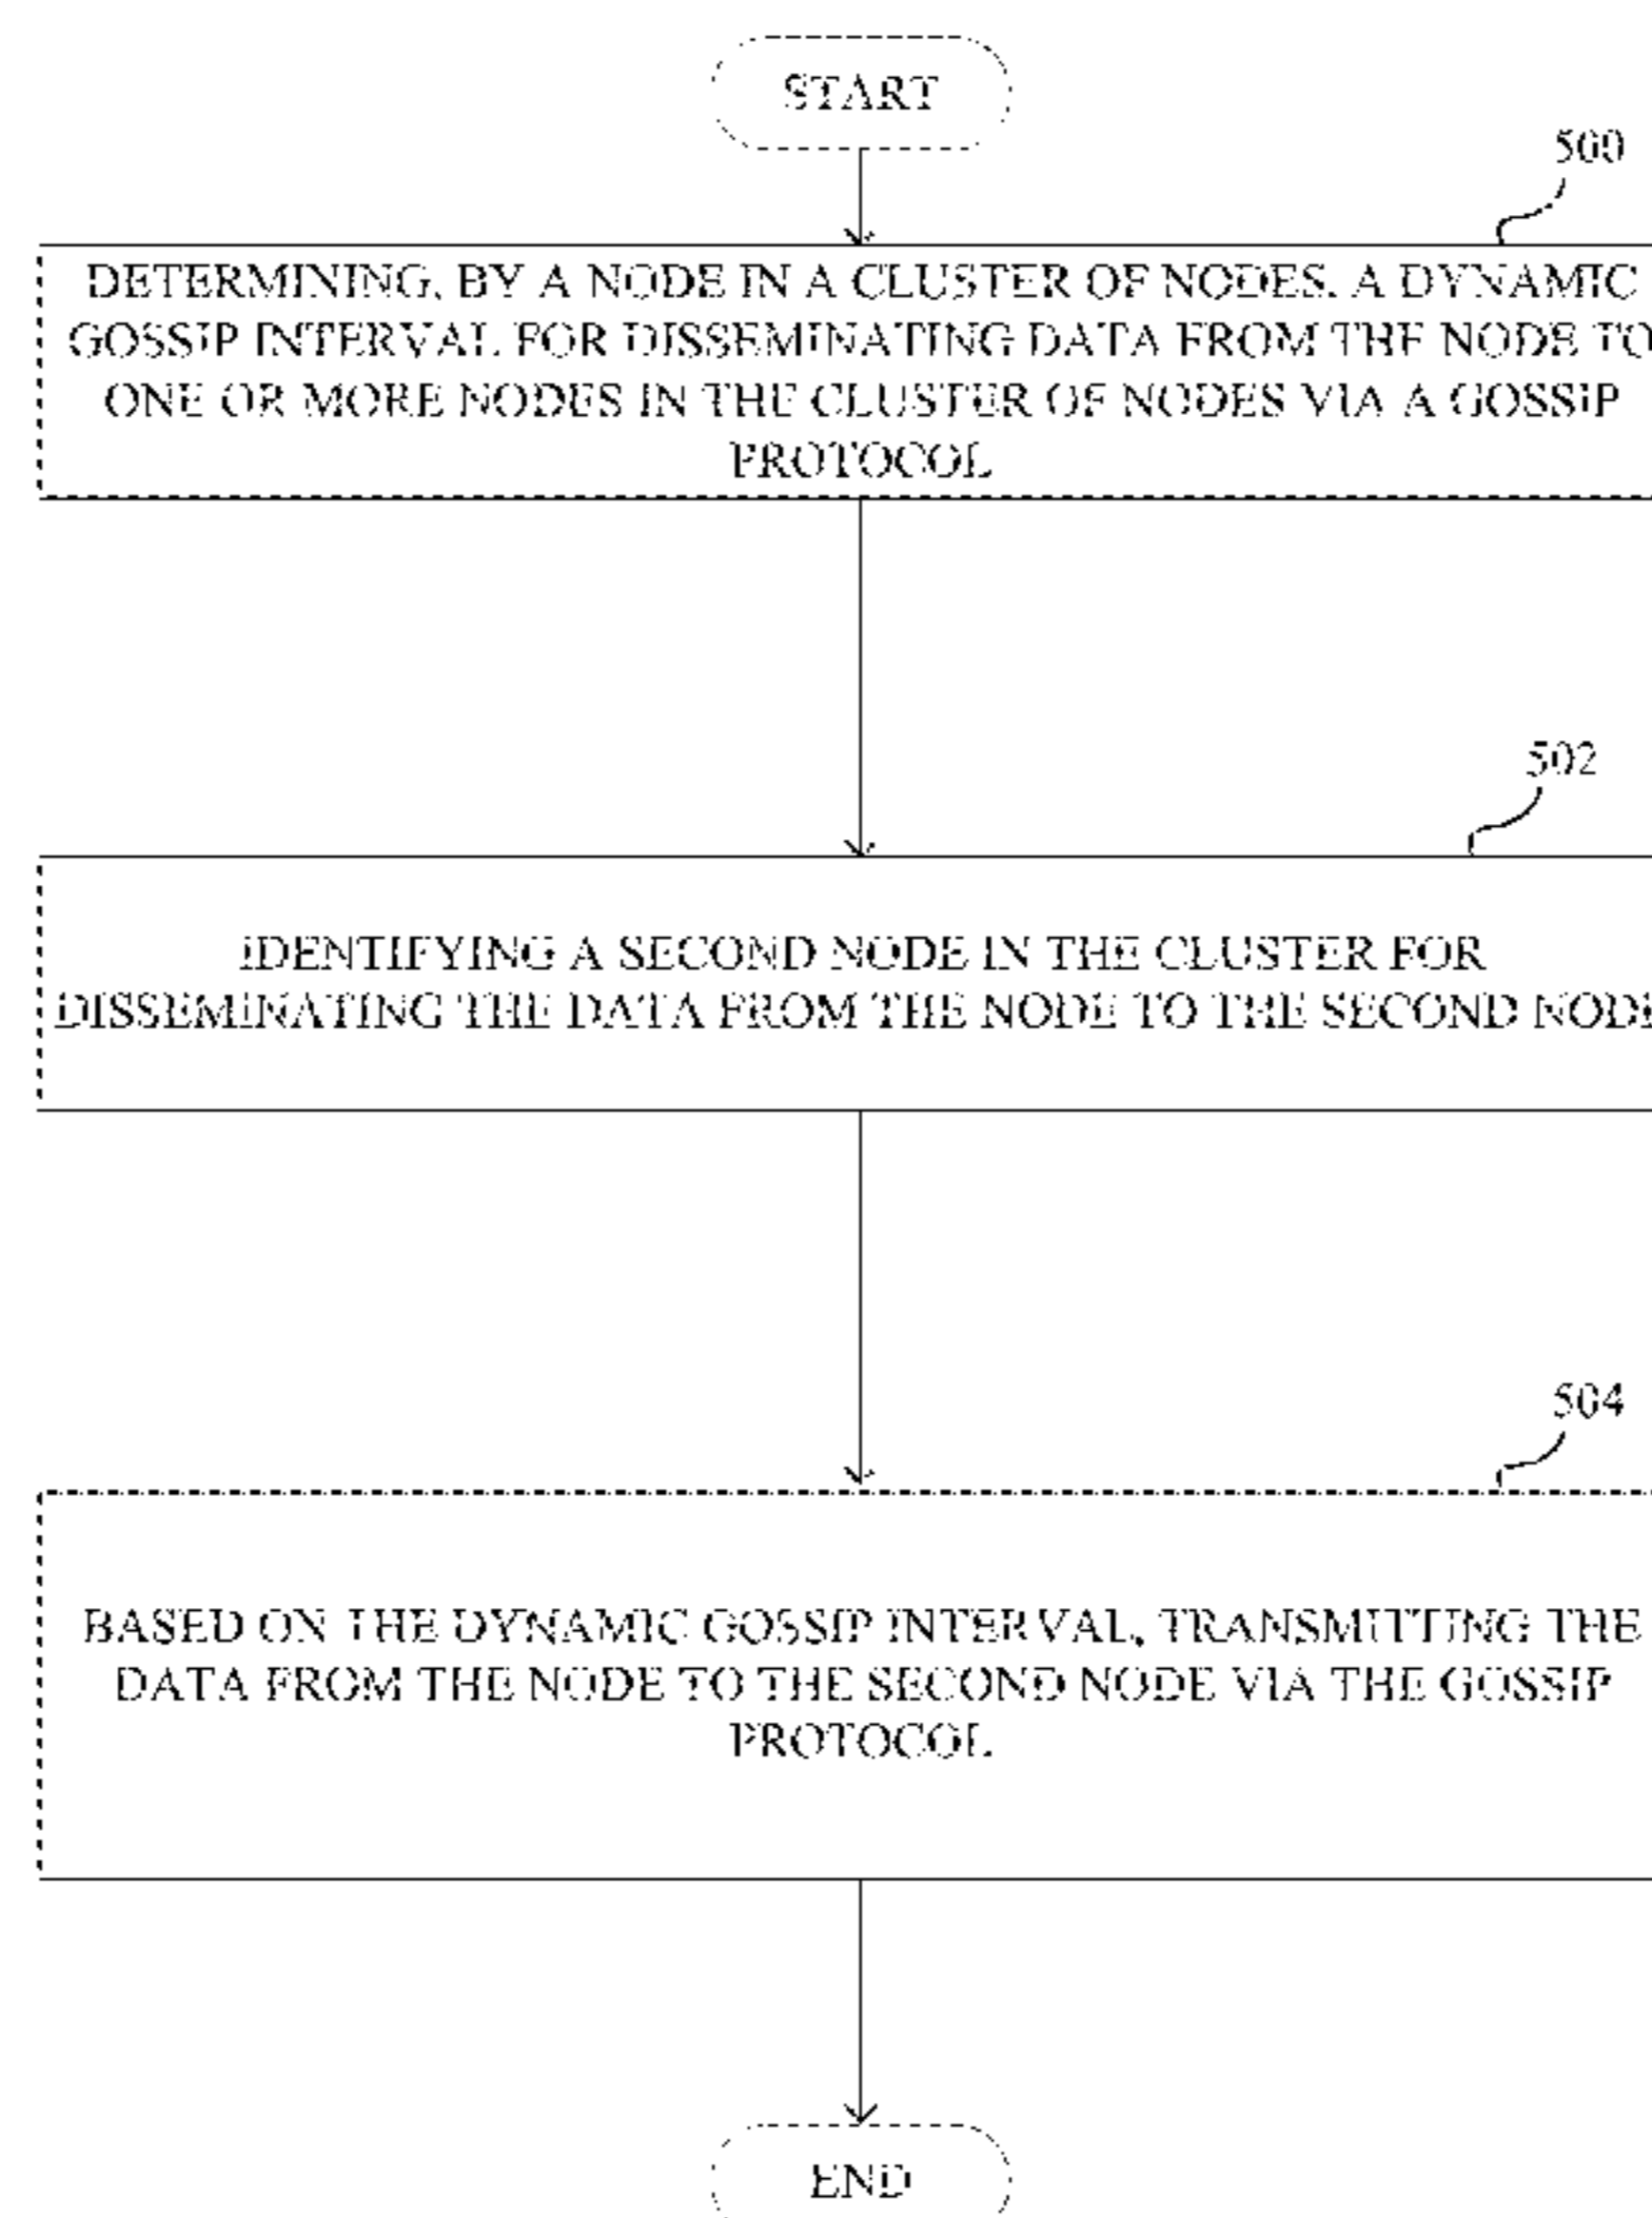 START
500
DETERMINING, BY A NODE IN A CLUSTER OF NODES, A DYNAMIC
GOSSIP INTERVAL FOR DISSEMINATING DATA FROM THE NODE TO
ONE OR MORE NODES IN THE CLUSTER OF NODES VIA A GOSSIP
PROTOCOL
502
IDENTIFYING A SECOND NODE IN THE CLUSTER FOR
DISSEMINATING THE DATA FROM THE NODE TO THE SECOND NODE
504
BASED ON THE DYNAMIC GOSSIP INTERVAL, TRANSMITTING THE
DATA FROM THE NODE TO THE SECOND NODE VIA THE GOSSIP
PROTOCOL
END